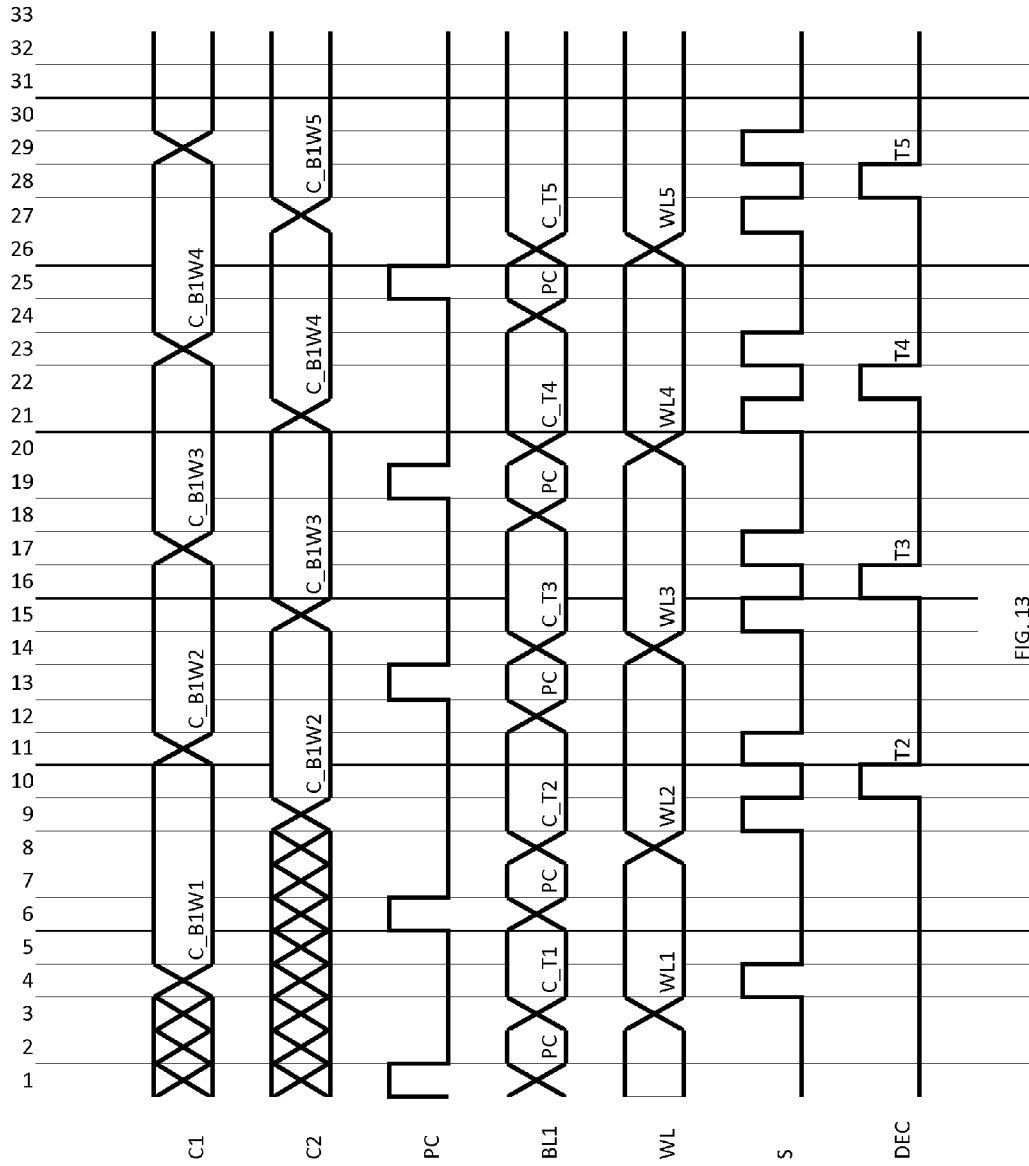 33
32
31
30
29
28
27
26
25
24
23
22
21
20
19
18
17
16
15
14
13
12
11
10
9
8
7
6
5
4
3
2
1
C1
C_B1W1
C_B1W2
C_B1W3
C_B1W4
C2
C_B1W2
C_B1W3
C_B1W4
C_B1W5
PC
BL1
PC
C_T1
PC
C_T2
PC
C_T3
PC
C_T4
PC
C_T5
WL
WL1
WL2
WL3
WL4
WL5
S
DEC
T2
T3
T4
T5
FIG. 13